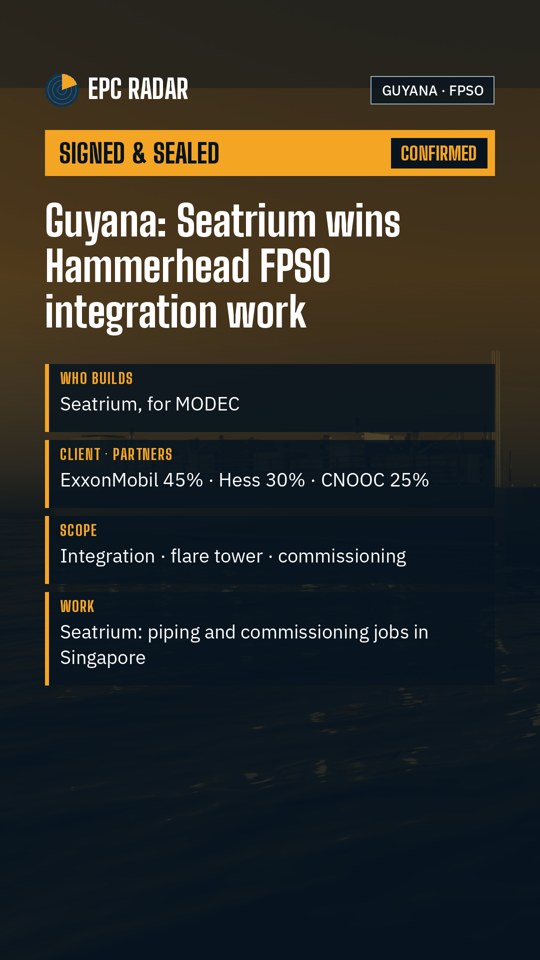 EPC RADAR
GUYANA · FPSO
SIGNED & SEALED
CONFIRMED
Guyana: Seatrium wins
Hammerhead FPSO
integration work
WHO BUILDS
Seatrium, for MODEC
CLIENT · PARTNERS
ExxonMobil 45% · Hess 30% · CNOOC 25%
SCOPE
Integration · flare tower · commissioning
WORK
Seatrium: piping and commissioning jobs in
Singapore